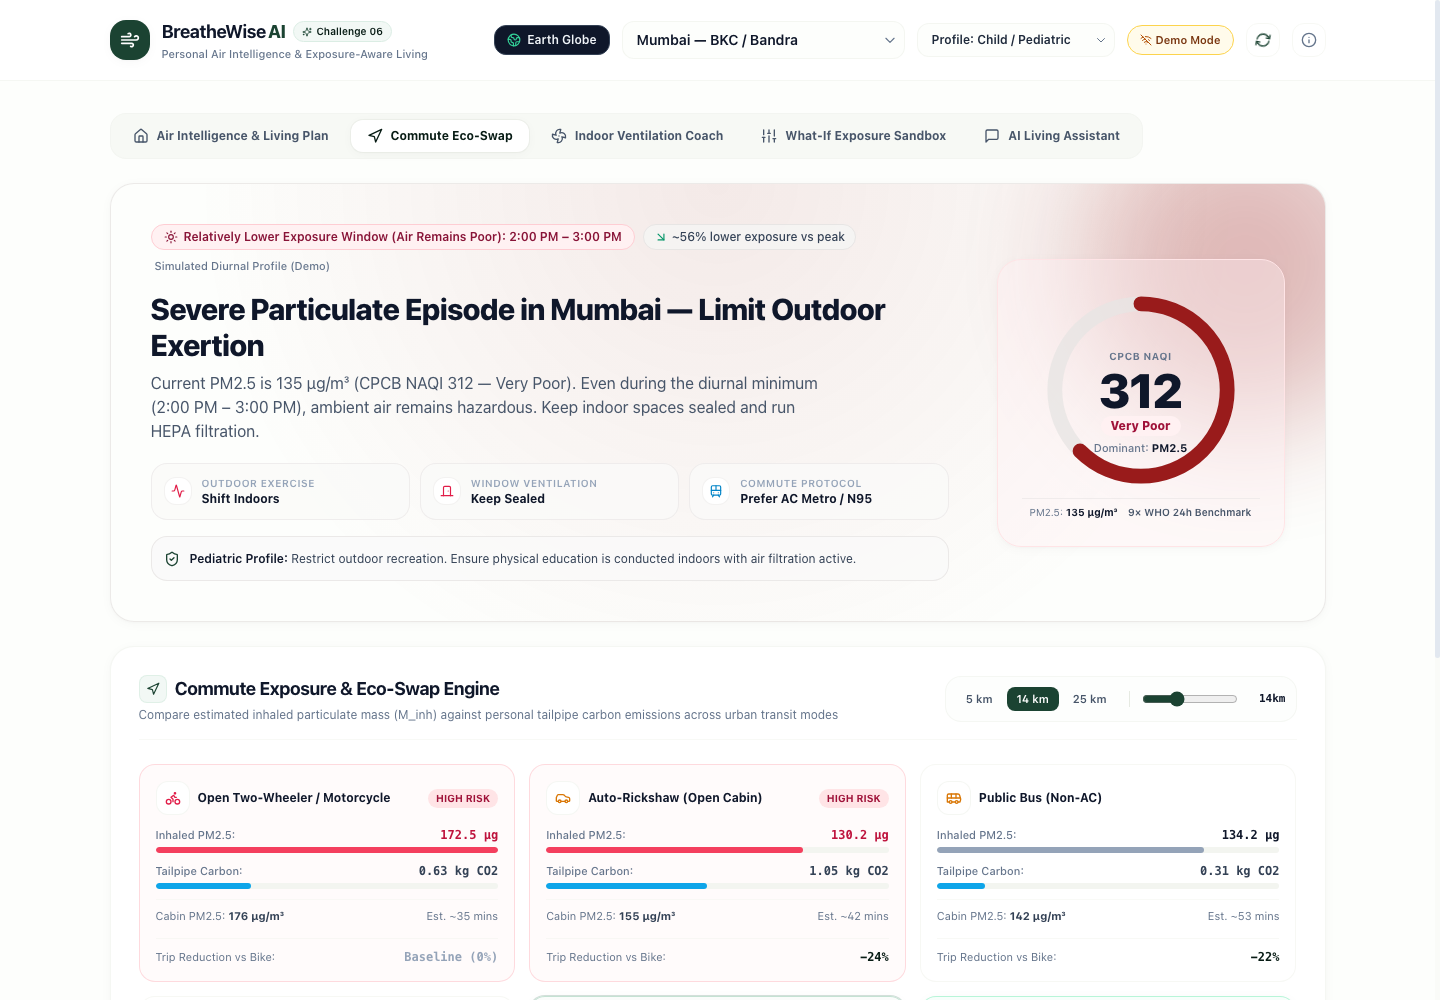 BreatheWise AI
Challenge 06
Personal Air Intelligence & Exposure-Aware Living
Earth Globe
Mumbai — BKC / Bandra
Profile: Child / Pediatric
Demo Mode
Air Intelligence & Living Plan
Commute Eco-Swap
Indoor Ventilation Coach
What-If Exposure Sandbox
AI Living Assistant
Relatively Lower Exposure Window (Air Remains Poor): 2:00 PM – 3:00 PM
~56% lower exposure vs peak
Simulated Diurnal Profile (Demo)
Severe Particulate Episode in Mumbai — Limit Outdoor
Exertion
Current PM2.5 is 135 µg/m³ (CPCB NAQI 312 — Very Poor). Even during the diurnal minimum
(2:00 PM – 3:00 PM), ambient air remains hazardous. Keep indoor spaces sealed and run
HEPA filtration.
OUTDOOR EXERCISE
Shift Indoors
WINDOW VENTILATION
Keep Sealed
COMMUTE PROTOCOL
Prefer AC Metro / N95
Pediatric Profile: Restrict outdoor recreation. Ensure physical education is conducted indoors with air filtration active.
CPCB NAQI
312
Very Poor
Dominant: PM2.5
PM2.5: 135 µg/m³
9× WHO 24h Benchmark
Commute Exposure & Eco-Swap Engine
Compare estimated inhaled particulate mass (M_inh) against personal tailpipe carbon emissions across urban transit modes
5 km
14 km
25 km
14km
Open Two-Wheeler / Motorcycle
HIGH RISK
Inhaled PM2.5: 172.5 µg
Tailpipe Carbon: 0.63 kg CO2
Cabin PM2.5: 176 µg/m³
Est. ~35 mins
Trip Reduction vs Bike: Baseline (0%)
Auto-Rickshaw (Open Cabin)
HIGH RISK
Inhaled PM2.5: 130.2 µg
Tailpipe Carbon: 1.05 kg CO2
Cabin PM2.5: 155 µg/m³
Est. ~42 mins
Trip Reduction vs Bike: −24%
Public Bus (Non-AC)
Inhaled PM2.5: 134.2 µg
Tailpipe Carbon: 0.31 kg CO2
Cabin PM2.5: 142 µg/m³
Est. ~53 mins
Trip Reduction vs Bike: −22%